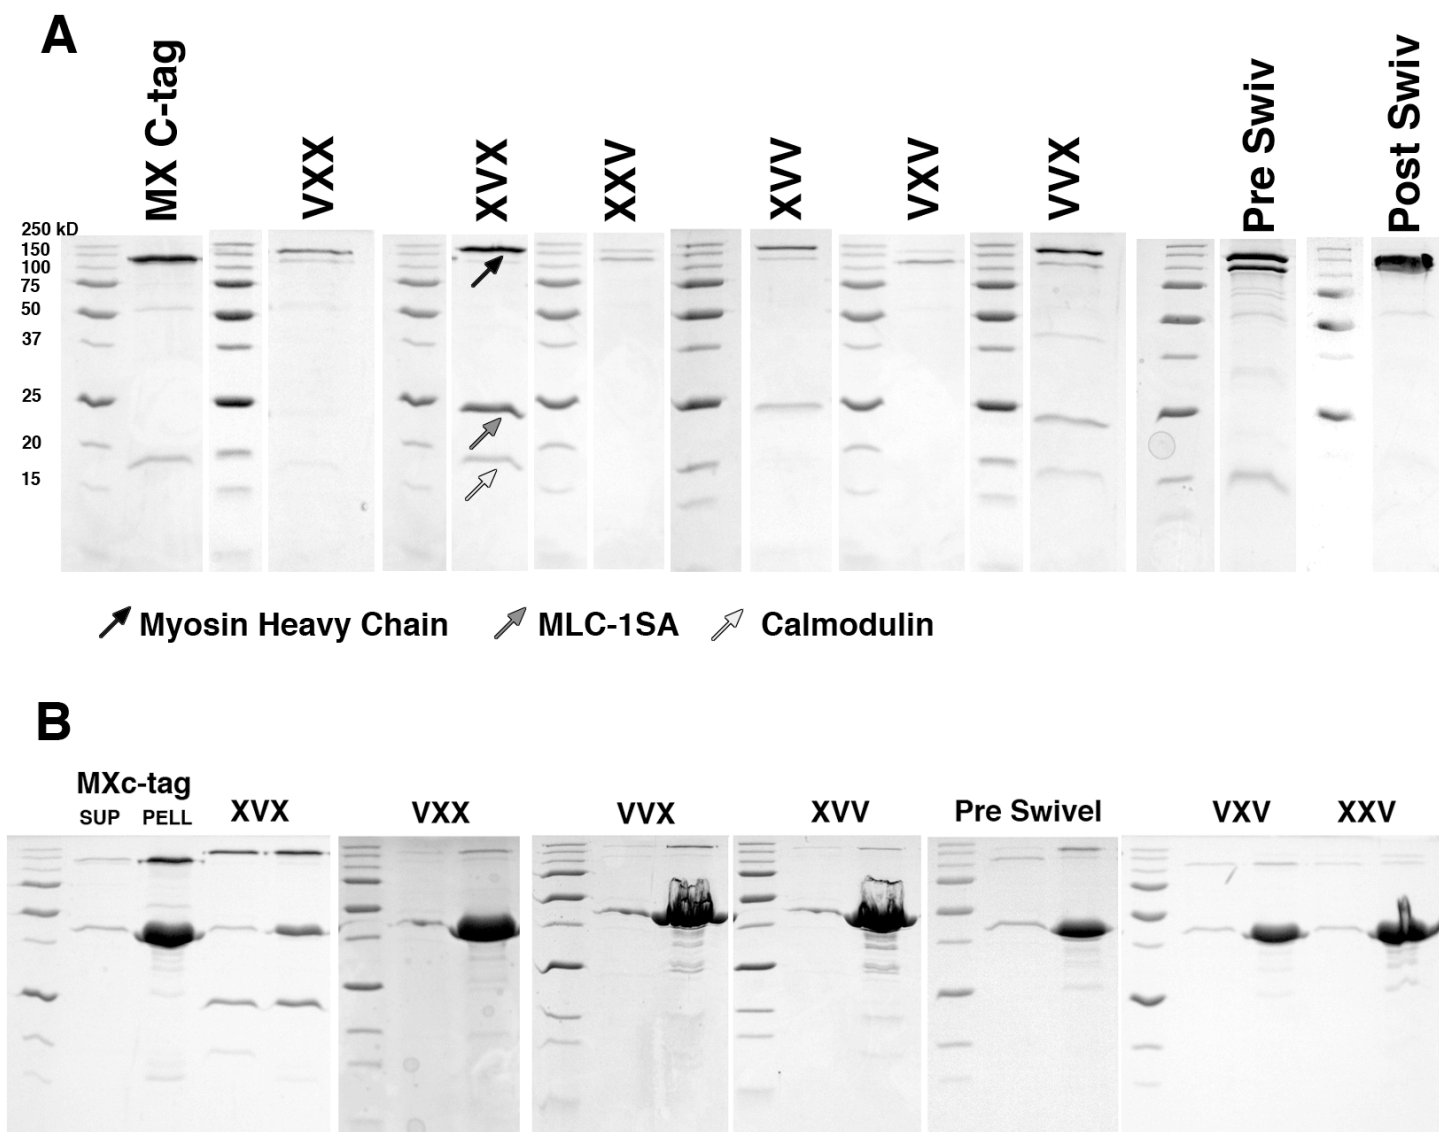 A
MX C-tag
VXX
XVX
XXV
XVV
VXV
VVX
Pre Swiv
Post Swiv
250 kD
150
100
75
50
37
25
20
15
Myosin Heavy Chain MLC-1SA Calmodulin
B
MXc-tag
SUP PELL XVX VXX VVX XVV Pre Swivel VXV XXV